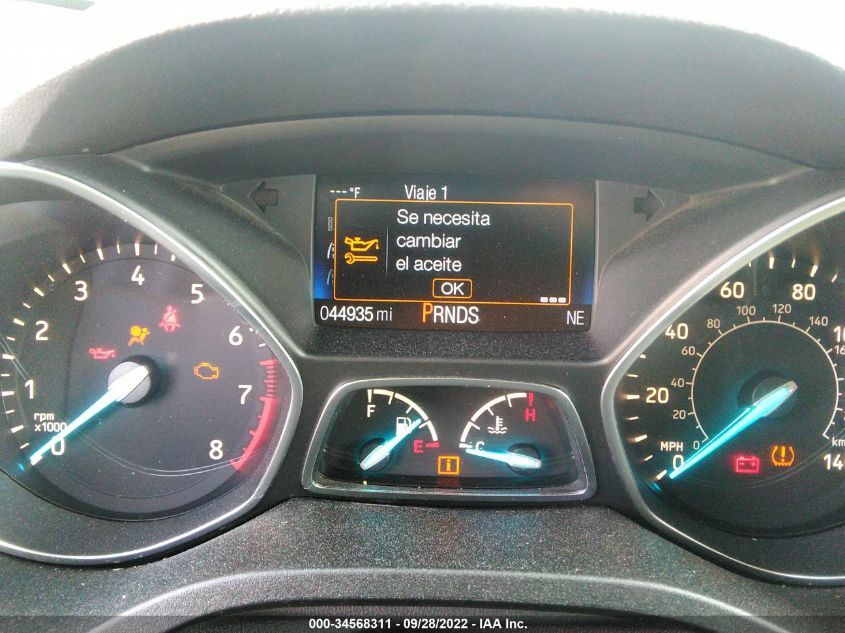 ---°F Viaje 1
Se necesita
cambiar
el aceite
OK
044935 mi PRNDS NE
0 1 2 3 4 5 6 7 8
rpm
x1000
F E
C H
i
0 20 40 60 80
MPH
0 20 40 60 80 100 120 140
000-34568311 - 09/28/2022 - IAA Inc.